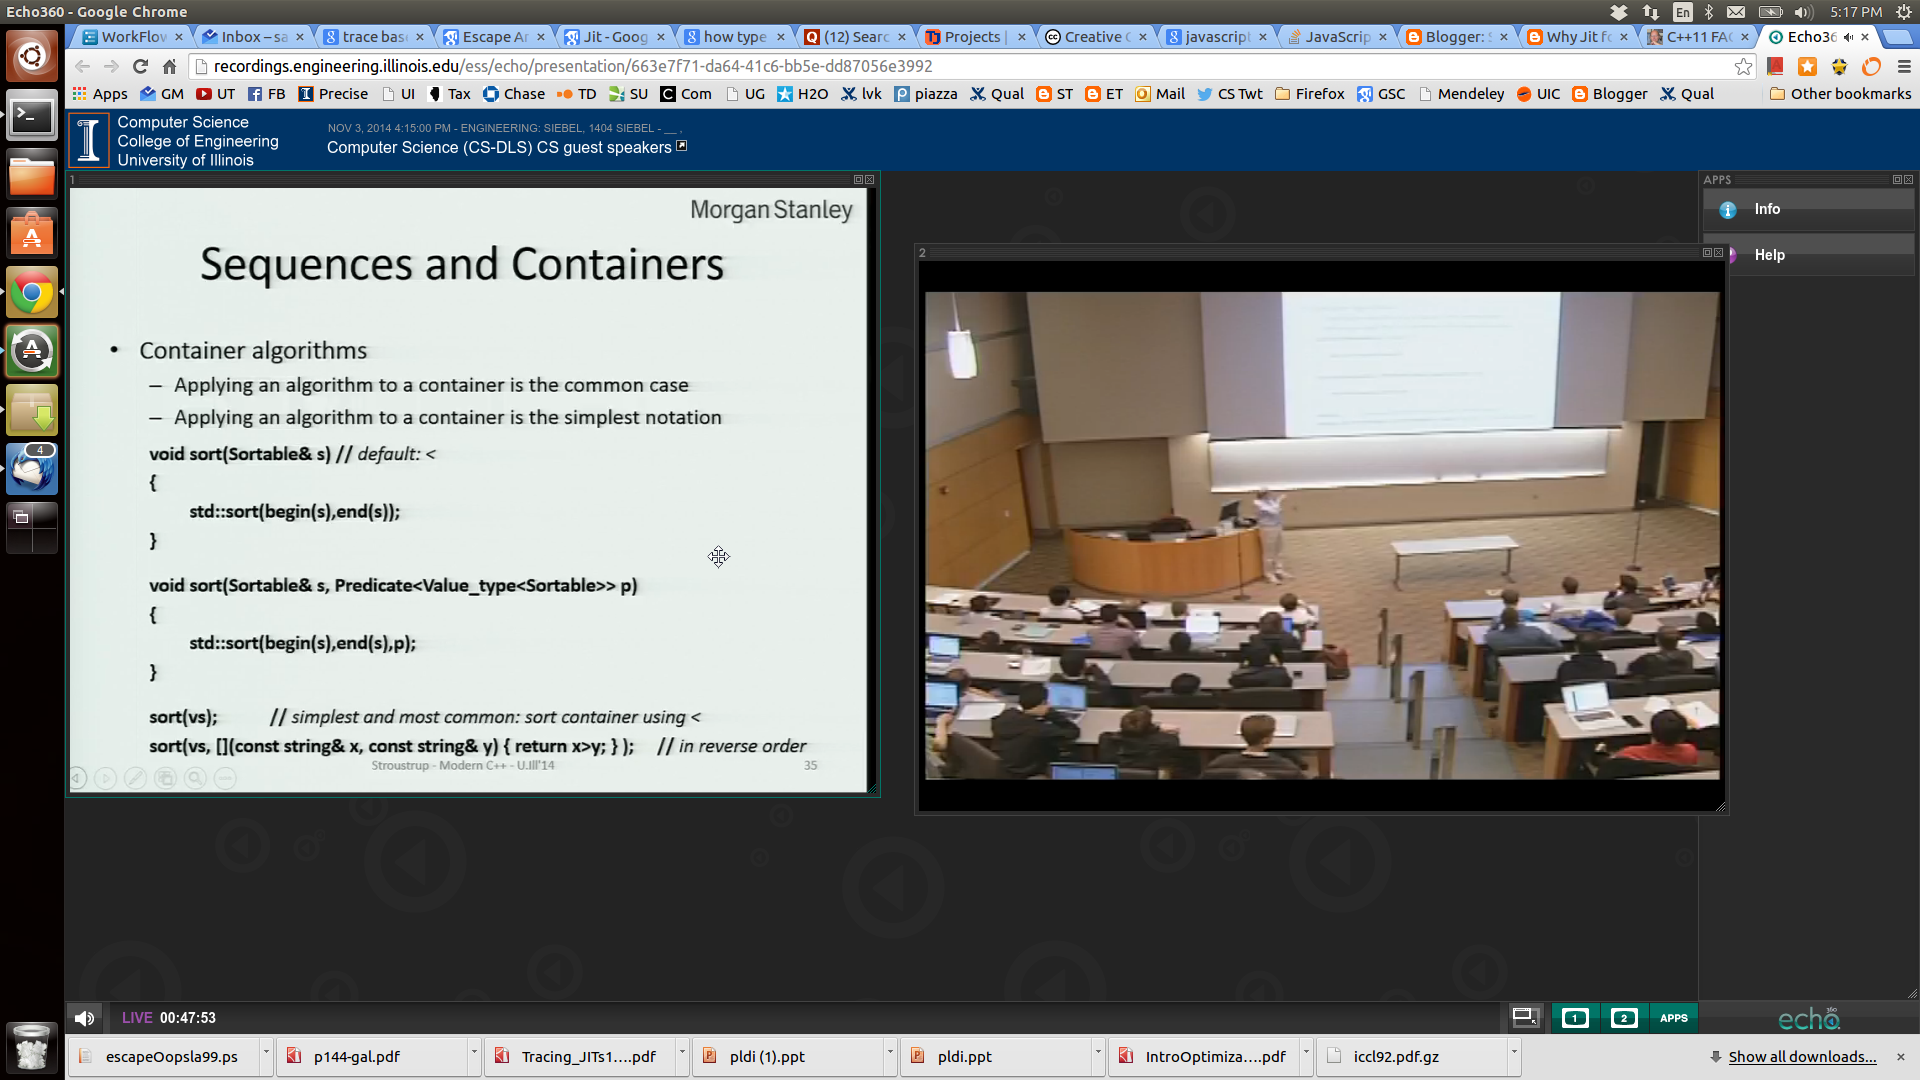 Echo360 - Google Chrome
En
5:17 PM
WorkFlow
Inbox – sa
trace bas
Escape Ar
Jit - Goog
how type
(12) Searc
Projects |
Creative C
javascript
JavaScrip
Blogger: S
Why Jit fo
C++11 FAQ
Echo36
recordings.engineering.illinois.edu/ess/echo/presentation/663e7f71-da64-41c6-bb5e-dd87056e3992
Apps
GM
UT
FB
Precise
UI
Tax
Chase
TD
SU
Com
UG
H2O
lvk
piazza
Qual
ST
ET
Mail
CS Twt
Firefox
GSC
Mendeley
UIC
Blogger
Qual
Other bookmarks
Computer Science
College of Engineering
University of Illinois
NOV 3, 2014 4:15:00 PM - ENGINEERING: SIEBEL, 1404 SIEBEL - __ ,
Computer Science (CS-DLS) CS guest speakers
1
Morgan Stanley
Sequences and Containers
• Container algorithms
– Applying an algorithm to a container is the common case
– Applying an algorithm to a container is the simplest notation
void sort(Sortable& s) // default: <
{
std::sort(begin(s),end(s));
}
void sort(Sortable& s, Predicate<Value_type<Sortable>> p)
{
std::sort(begin(s),end(s),p);
}
sort(vs); // simplest and most common: sort container using <
sort(vs, [](const string& x, const string& y) { return x>y; } ); // in reverse order
Stroustrup - Modern C++ - U.Ill'14
35
2
APPS
Info
Help
4
LIVE 00:47:53
1
2
APPS
echo360
escapeOopsla99.ps
p144-gal.pdf
Tracing_JITs1....pdf
pldi (1).ppt
pldi.ppt
IntroOptimiza....pdf
iccl92.pdf.gz
Show all downloads...